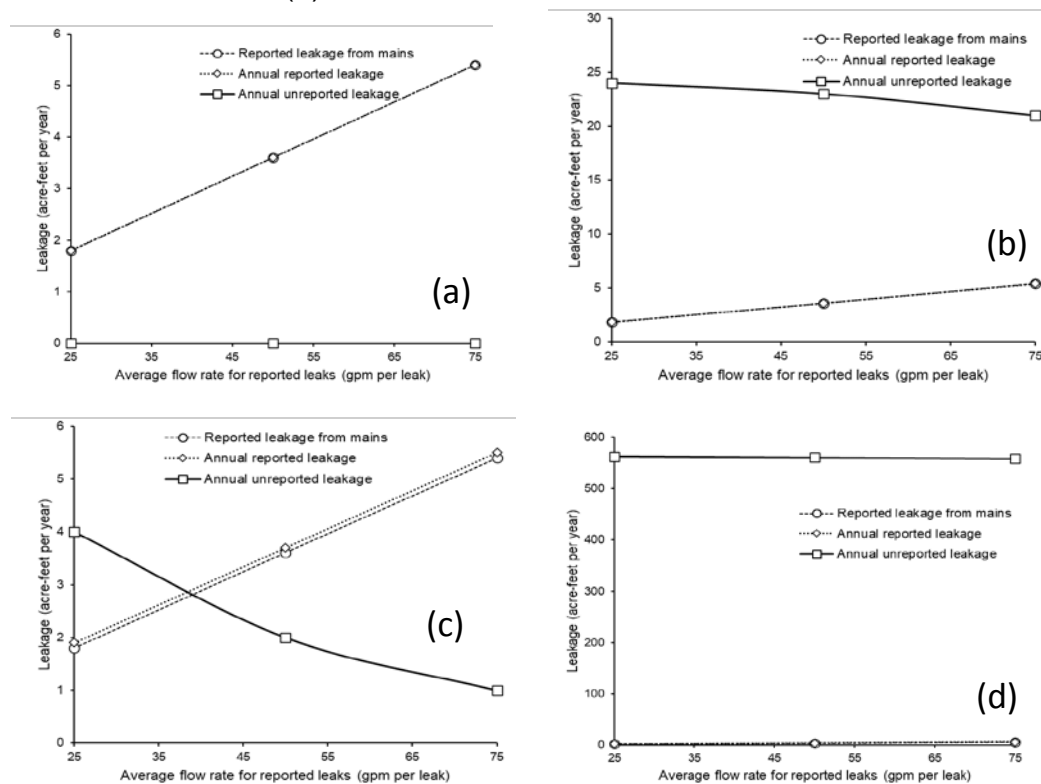 6
5
4
3
2
1
0
Leakage (acre-feet per year)
Reported leakage from mains
Annual reported leakage
Annual unreported leakage
(a)
25 35 45 55 65 75
Average flow rate for reported leaks (gpm per leak)
30
25
20
15
10
5
0
Leakage (acre-feet per year)
Reported leakage from mains
Annual reported leakage
Annual unreported leakage
(b)
25 35 45 55 65 75
Average flow rate for reported leaks (gpm per leak)
6
5
4
3
2
1
0
Leakage (acre-feet per year)
Reported leakage from mains
Annual reported leakage
Annual unreported leakage
(c)
25 35 45 55 65 75
Average flow rate for reported leaks (gpm per leak)
600
500
400
300
200
100
0
Leakage (acre-feet per year)
Reported leakage from mains
Annual reported leakage
Annual unreported leakage
(d)
25 35 45 55 65 75
Average flow rate for reported leaks (gpm per leak)